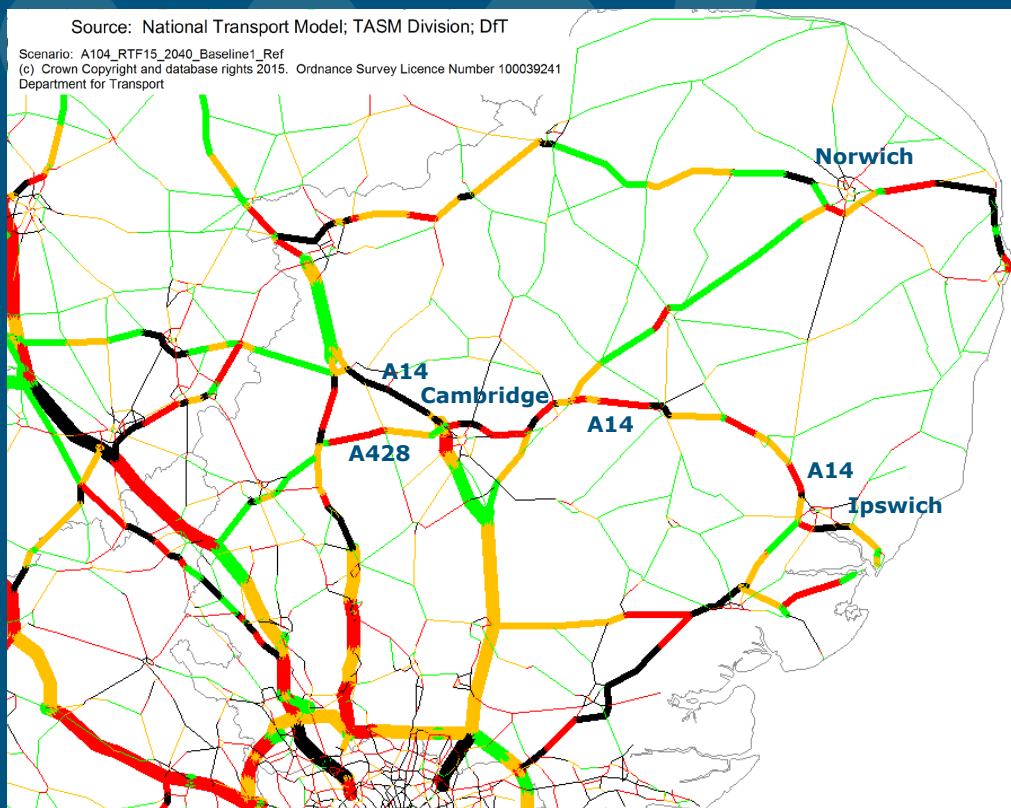 Source: National Transport Model; TASM Division; DfT
Scenario: A104_RTF15_2040_Baseline1_Ref
(c) Crown Copyright and database rights 2015. Ordnance Survey Licence Number 100039241
Department for Transport
Norwich
A14
Cambridge
A14
A428
A14
Ipswich